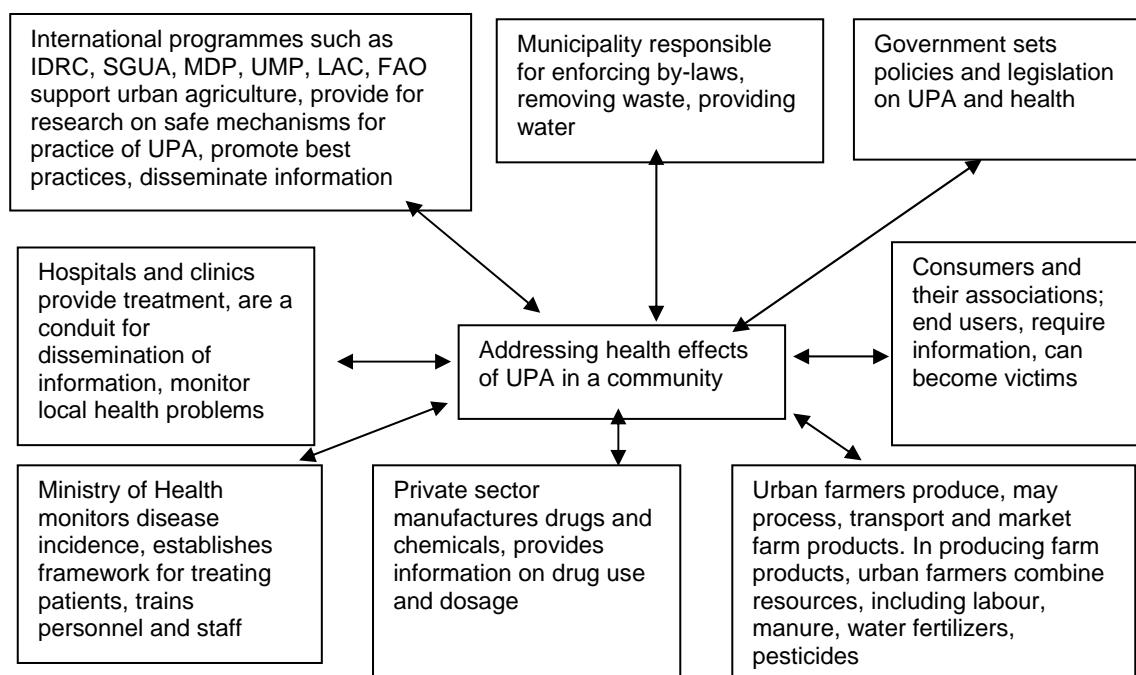 International programmes such as
IDRC, SGUA, MDP, UMP, LAC, FAO
support urban agriculture, provide for
research on safe mechanisms for
practice of UPA, promote best
practices, disseminate information
Municipality responsible
for enforcing by-laws,
removing waste, providing
water
Government sets
policies and legislation
on UPA and health
Hospitals and clinics
provide treatment, are a
conduit for
dissemination of
information, monitor
local health problems
Addressing health effects
of UPA in a community
Consumers and
their associations;
end users, require
information, can
become victims
Ministry of Health
monitors disease
incidence, establishes
framework for treating
patients, trains
personnel and staff
Private sector
manufactures drugs and
chemicals, provides
information on drug use
and dosage
Urban farmers produce, may
process, transport and market
farm products. In producing farm
products, urban farmers combine
resources, including labour,
manure, water fertilizers,
pesticides